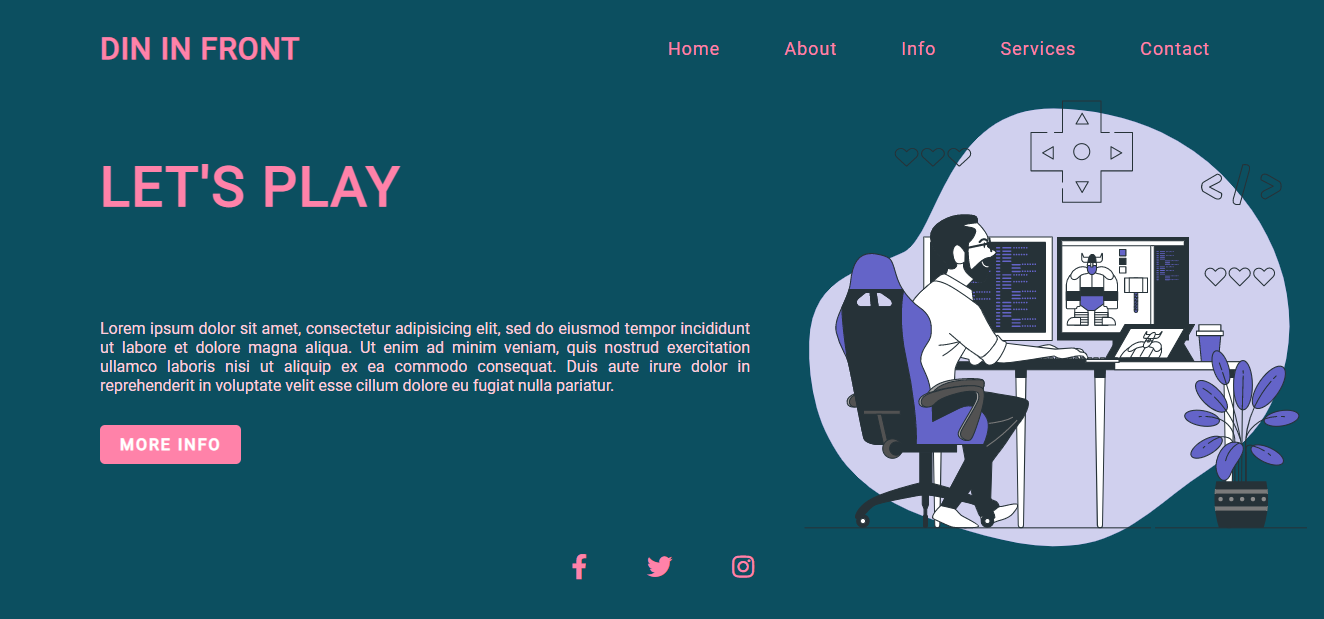 DIN IN FRONT
Home About Info Services Contact
LET'S PLAY
Lorem ipsum dolor sit amet, consectetur adipisicing elit, sed do eiusmod tempor incididunt
ut labore et dolore magna aliqua. Ut enim ad minim veniam, quis nostrud exercitation
ullamco laboris nisi ut aliquip ex ea commodo consequat. Duis aute irure dolor in
reprehenderit in voluptate velit esse cillum dolore eu fugiat nulla pariatur.
MORE INFO